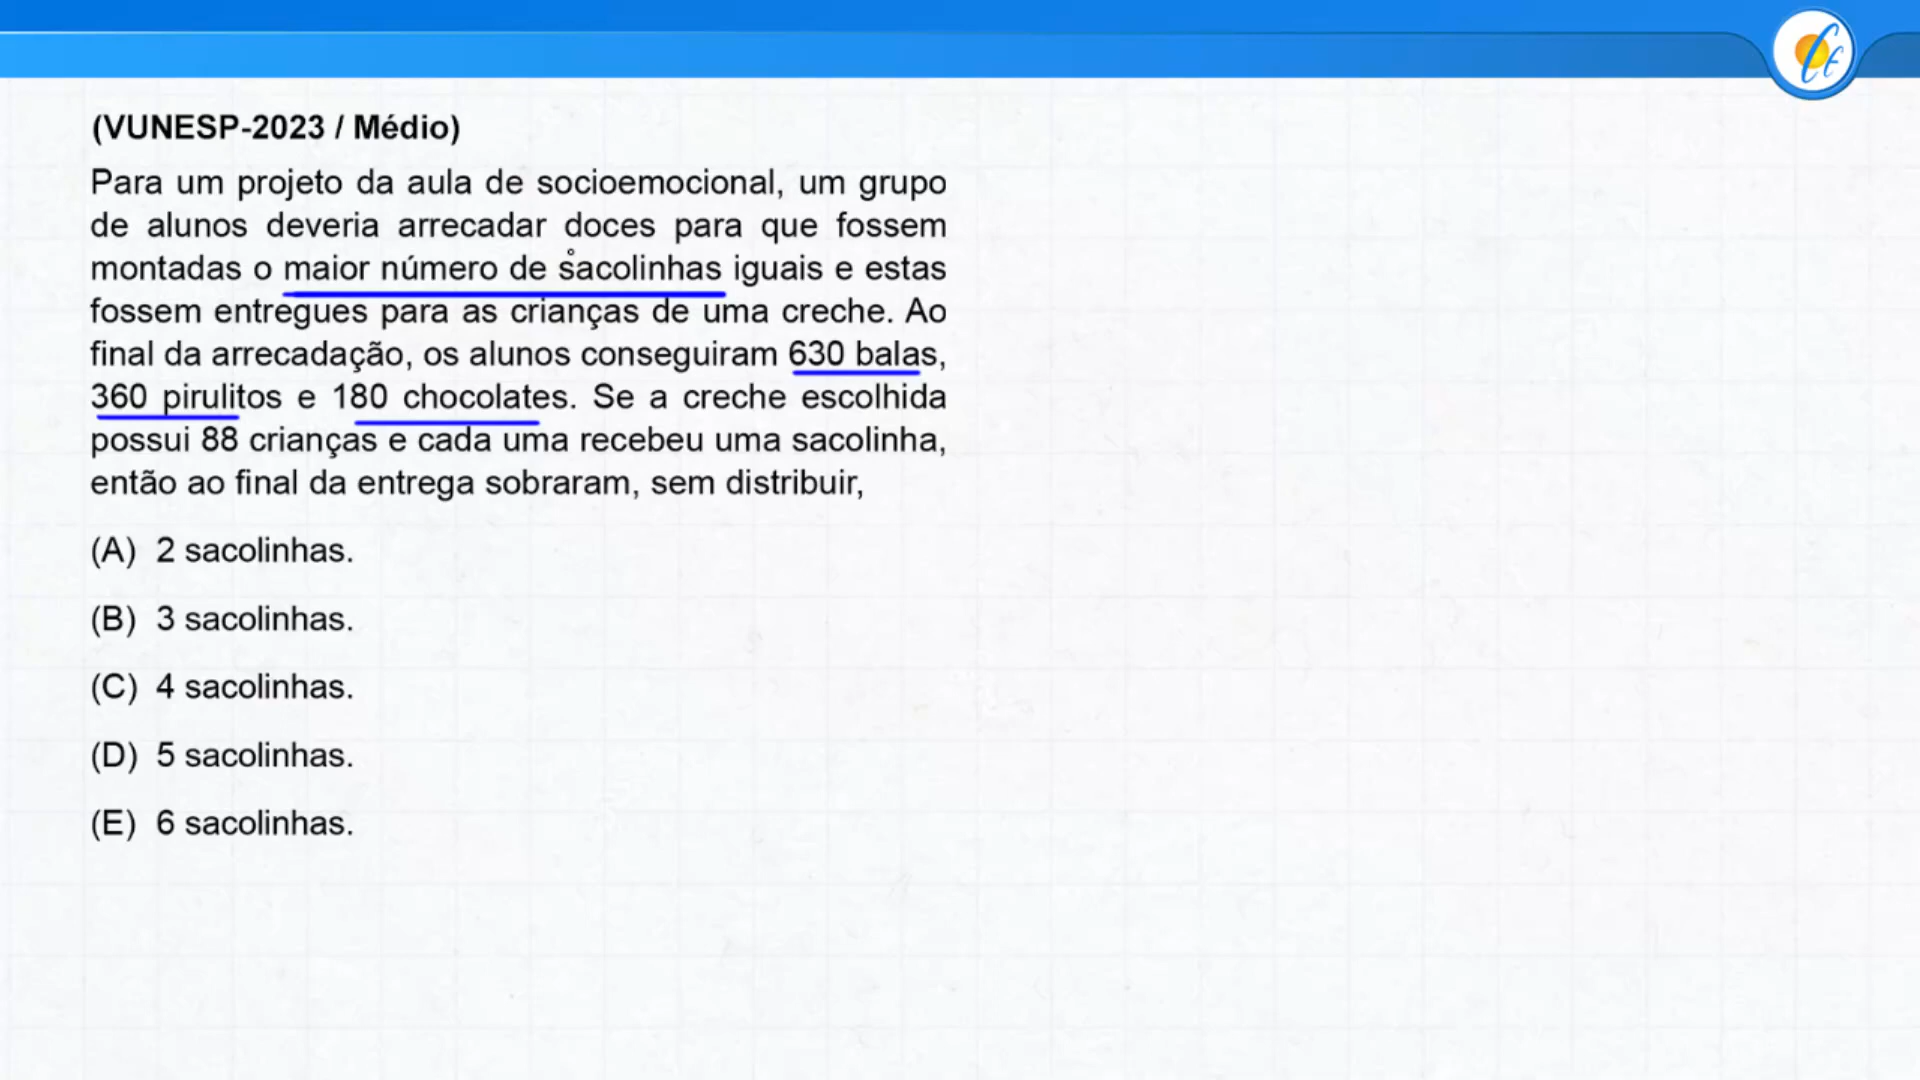 (VUNESP-2023 / Médio)
Para um projeto da aula de socioemocional, um grupo
de alunos deveria arrecadar doces para que fossem
montadas o maior número de sacolinhas iguais e estas
fossem entregues para as crianças de uma creche. Ao
final da arrecadação, os alunos conseguiram 630 balas,
360 pirulitos e 180 chocolates. Se a creche escolhida
possui 88 crianças e cada uma recebeu uma sacolinha,
então ao final da entrega sobraram, sem distribuir,
(A) 2 sacolinhas.
(B) 3 sacolinhas.
(C) 4 sacolinhas.
(D) 5 sacolinhas.
(E) 6 sacolinhas.